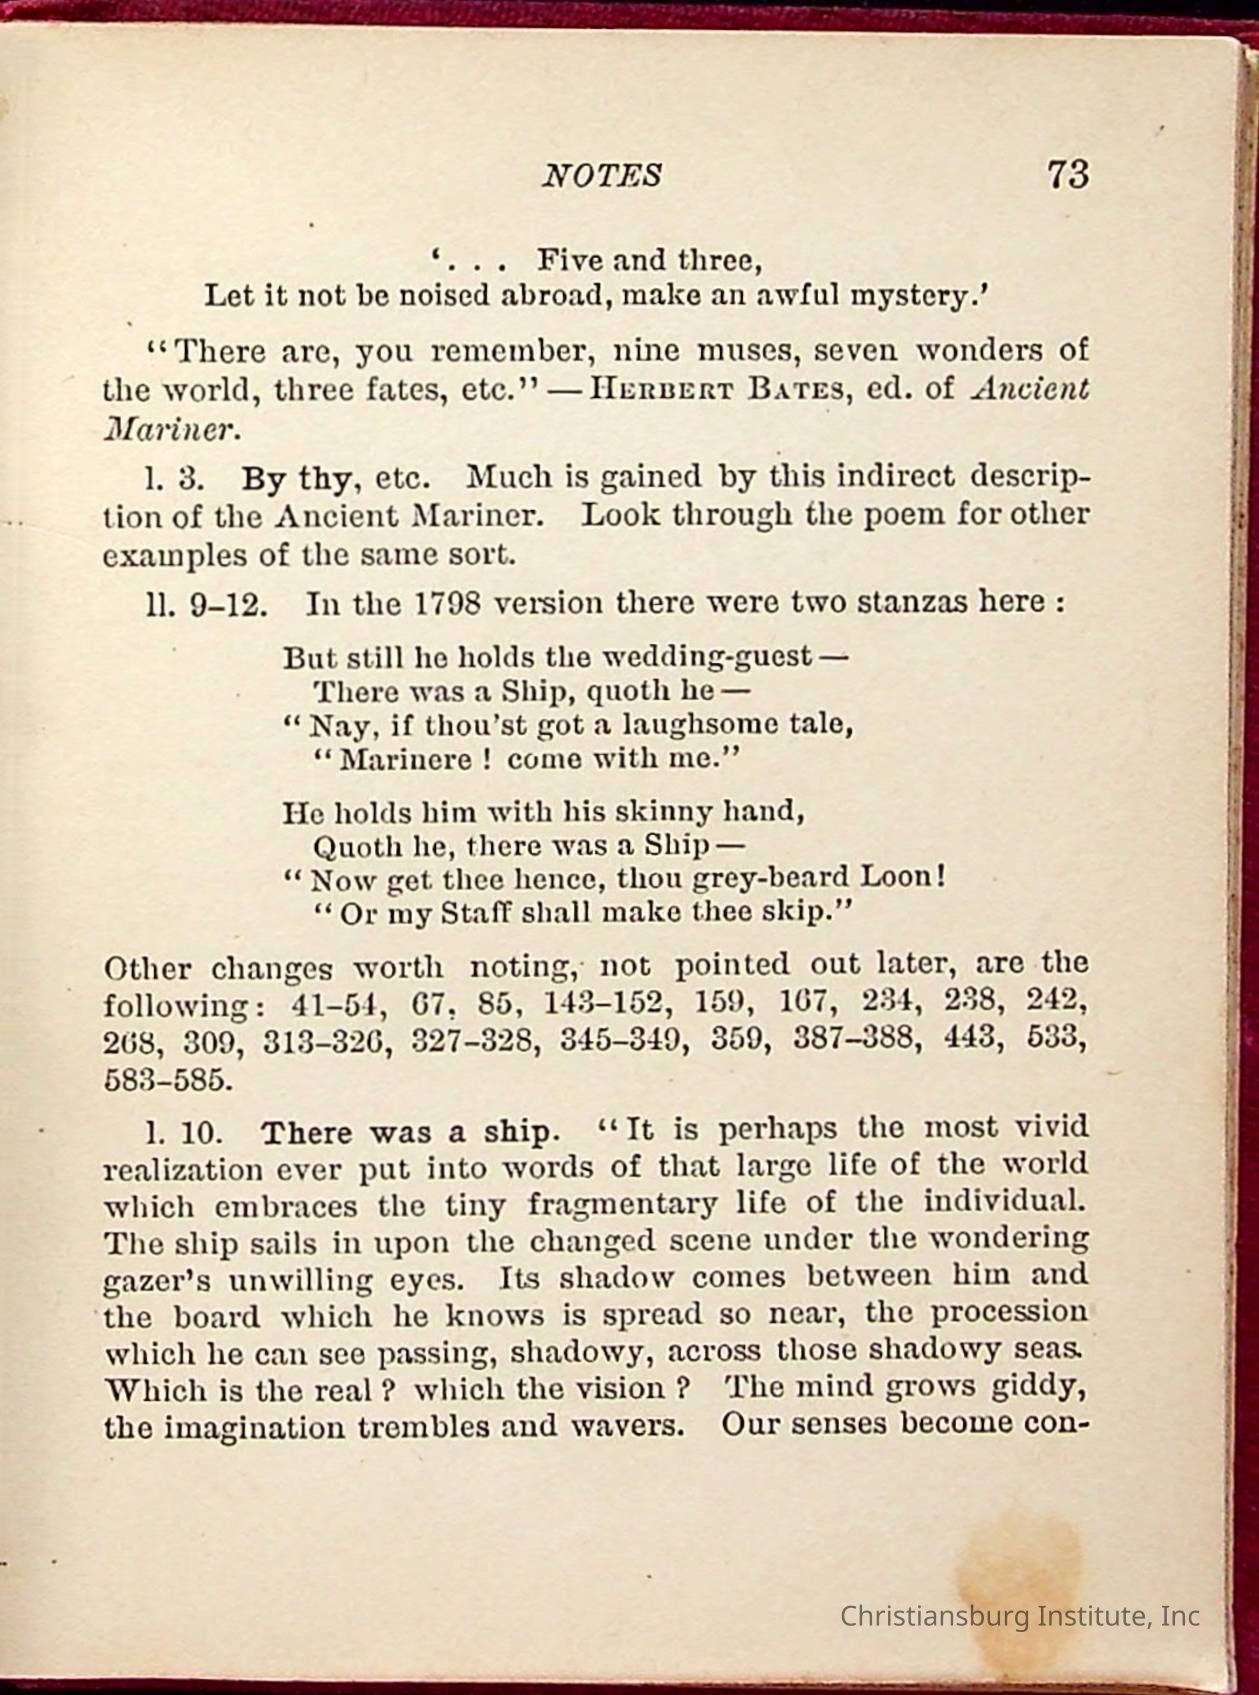 NOTES 73
‘. . . Five and three,
Let it not be noised abroad, make an awful mystery.’
“There are, you remember, nine muses, seven wonders of
the world, three fates, etc.” — HERBERT BATES, ed. of Ancient
Mariner.
l. 3. By thy, etc. Much is gained by this indirect descrip-
tion of the Ancient Mariner. Look through the poem for other
examples of the same sort.
ll. 9–12. In the 1798 version there were two stanzas here :
But still he holds the wedding-guest —
There was a Ship, quoth he —
“ Nay, if thou'st got a laughsome tale,
“ Marinere ! come with me.”
He holds him with his skinny hand,
Quoth he, there was a Ship —
“ Now get thee hence, thou grey-beard Loon!
“ Or my Staff shall make thee skip.”
Other changes worth noting, not pointed out later, are the
following: 41–54, 67, 85, 143–152, 159, 167, 234, 238, 242,
268, 309, 313–326, 327–328, 345–349, 359, 387–388, 443, 533,
583–585.
l. 10. There was a ship. “It is perhaps the most vivid
realization ever put into words of that large life of the world
which embraces the tiny fragmentary life of the individual.
The ship sails in upon the changed scene under the wondering
gazer's unwilling eyes. Its shadow comes between him and
the board which he knows is spread so near, the procession
which he can see passing, shadowy, across those shadowy seas.
Which is the real ? which the vision ? The mind grows giddy,
the imagination trembles and wavers. Our senses become con-
Christiansburg Institute, Inc